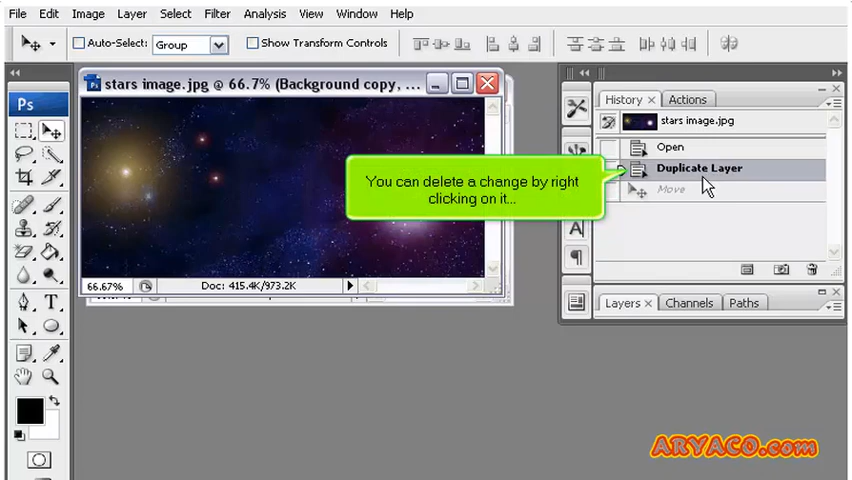 File Edit Image Layer Select Filter Analysis View Window Help
Auto-Select: Group Show Transform Controls
stars image.jpg @ 66.7% (Background copy, ...
Ps
History Actions
stars image.jpg
Open
Duplicate Layer
Move
You can delete a change by right
clicking on it...
66.67% Doc: 415.4K/973.2K
Layers Channels Paths
ARYACO.com